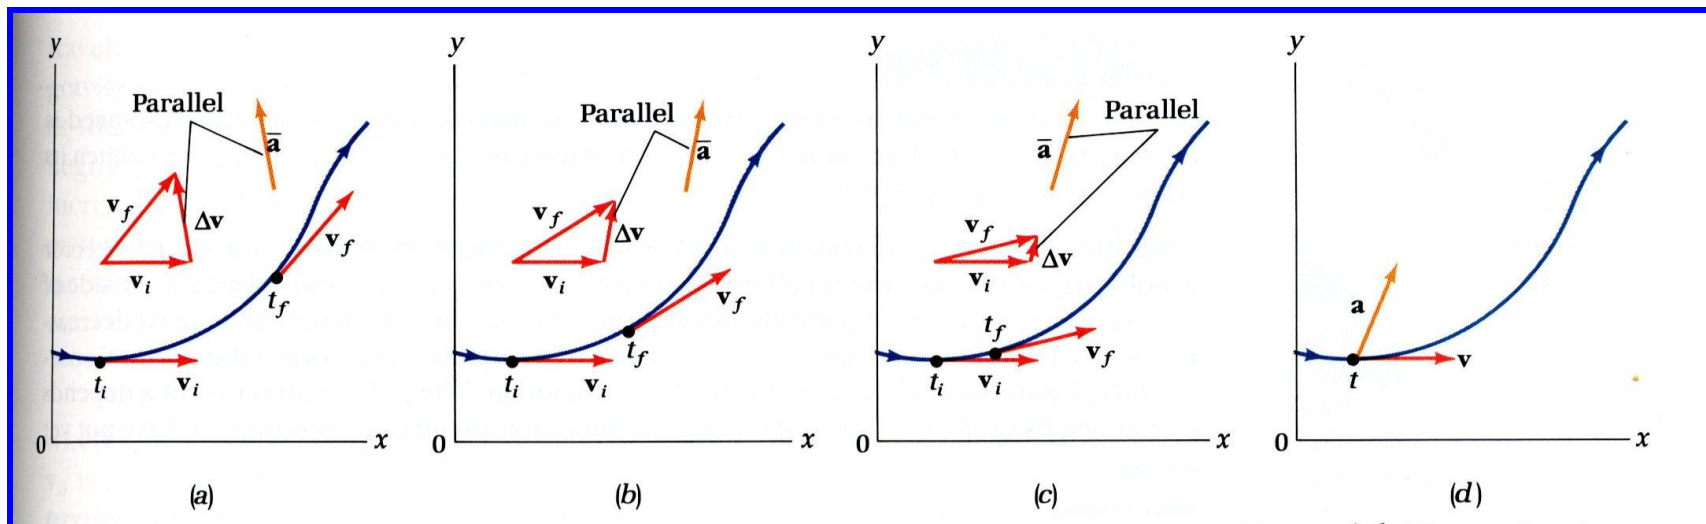 y
Parallel
a̅
v_f
Δv
v_i
v_f
t_f
t_i
v_i
0
x
(a)
y
Parallel
a̅
v_f
Δv
v_i
v_f
t_f
t_i
v_i
0
x
(b)
y
Parallel
a̅
v_f
Δv
v_i
t_f
v_f
t_i
v_i
0
x
(c)
y
a
v
t
0
x
(d)